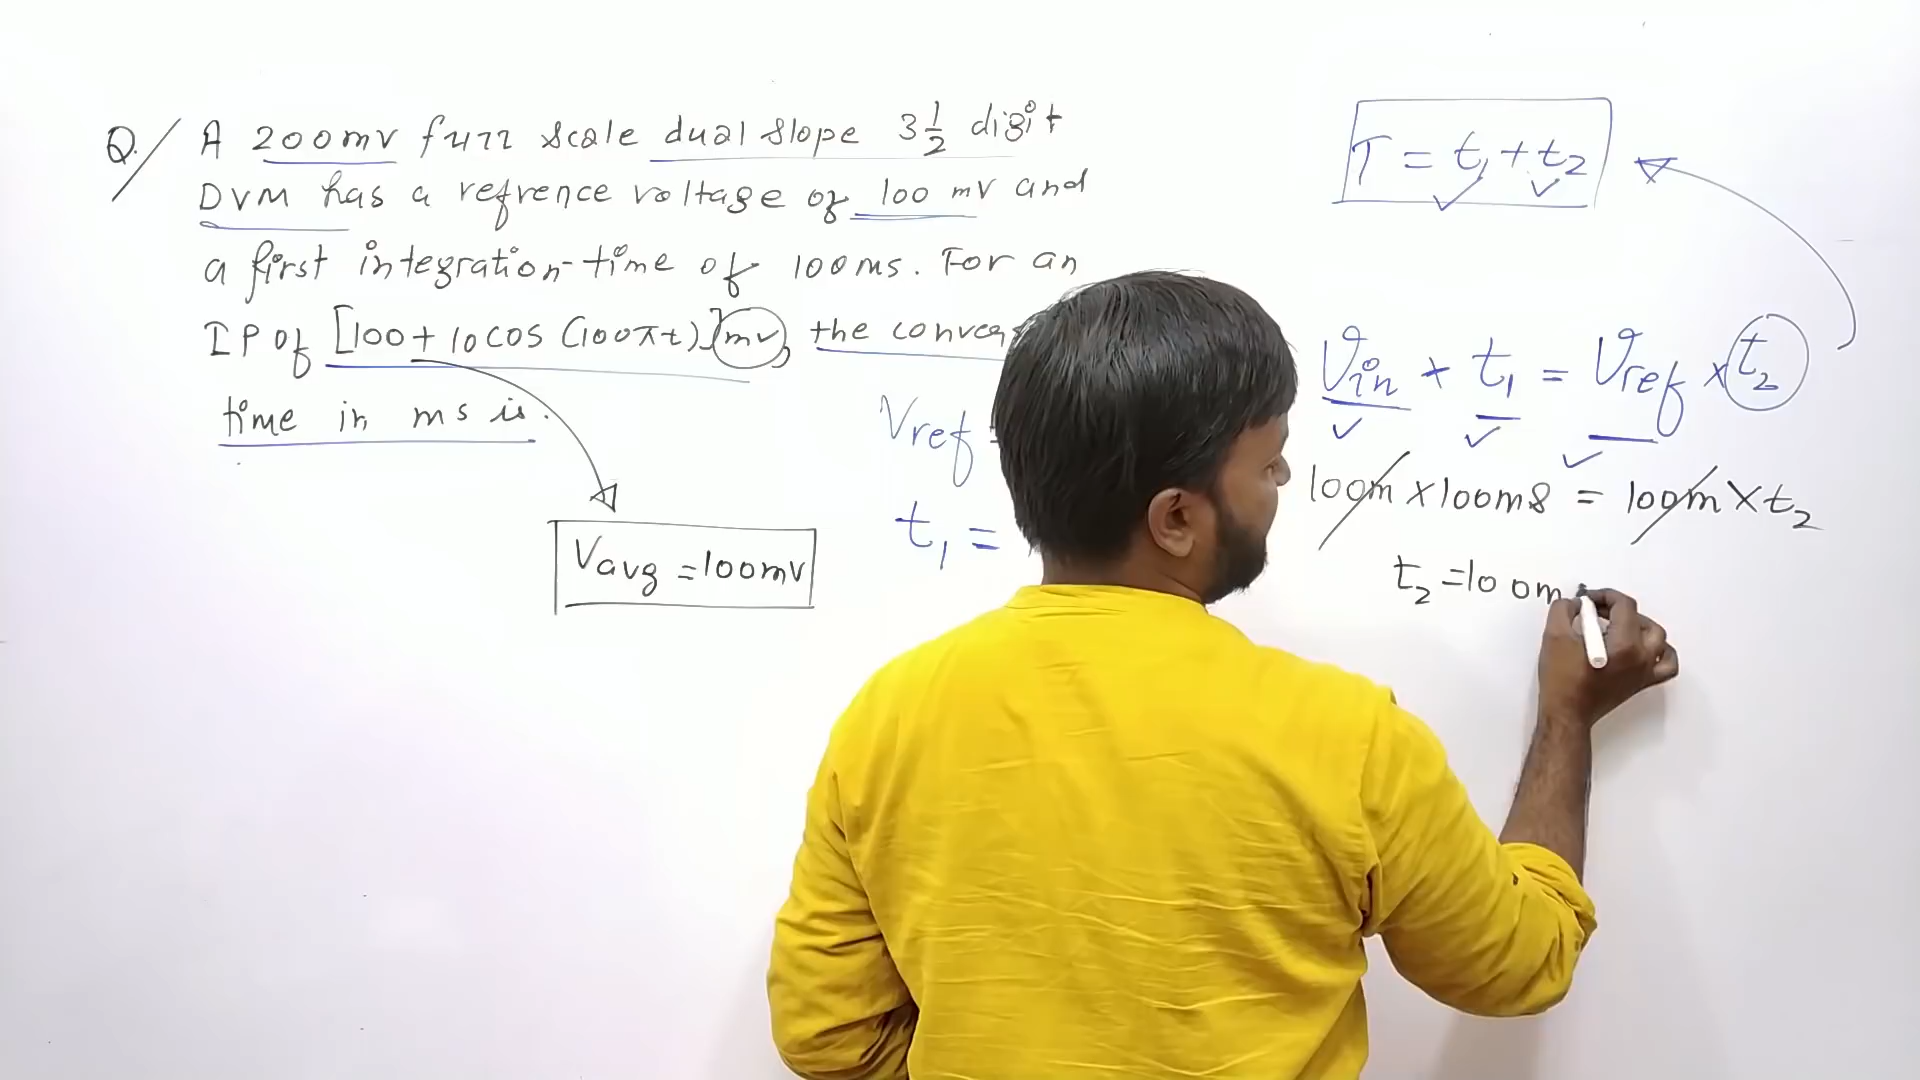 Q/ A 200mv full scale dual slope 3 1/2 digit
DVM has a refrence voltage of 100 mV and
a first integration-time of 100ms. For an
IP of [100+10cos(100πt)]mv, the
time in ms is.
Vavg = 100mV
Vref
t1 =
T = t1 + t2
Vin * t1 = Vref × t2
100m × 100ms = 100m × t2
t2 = 100m